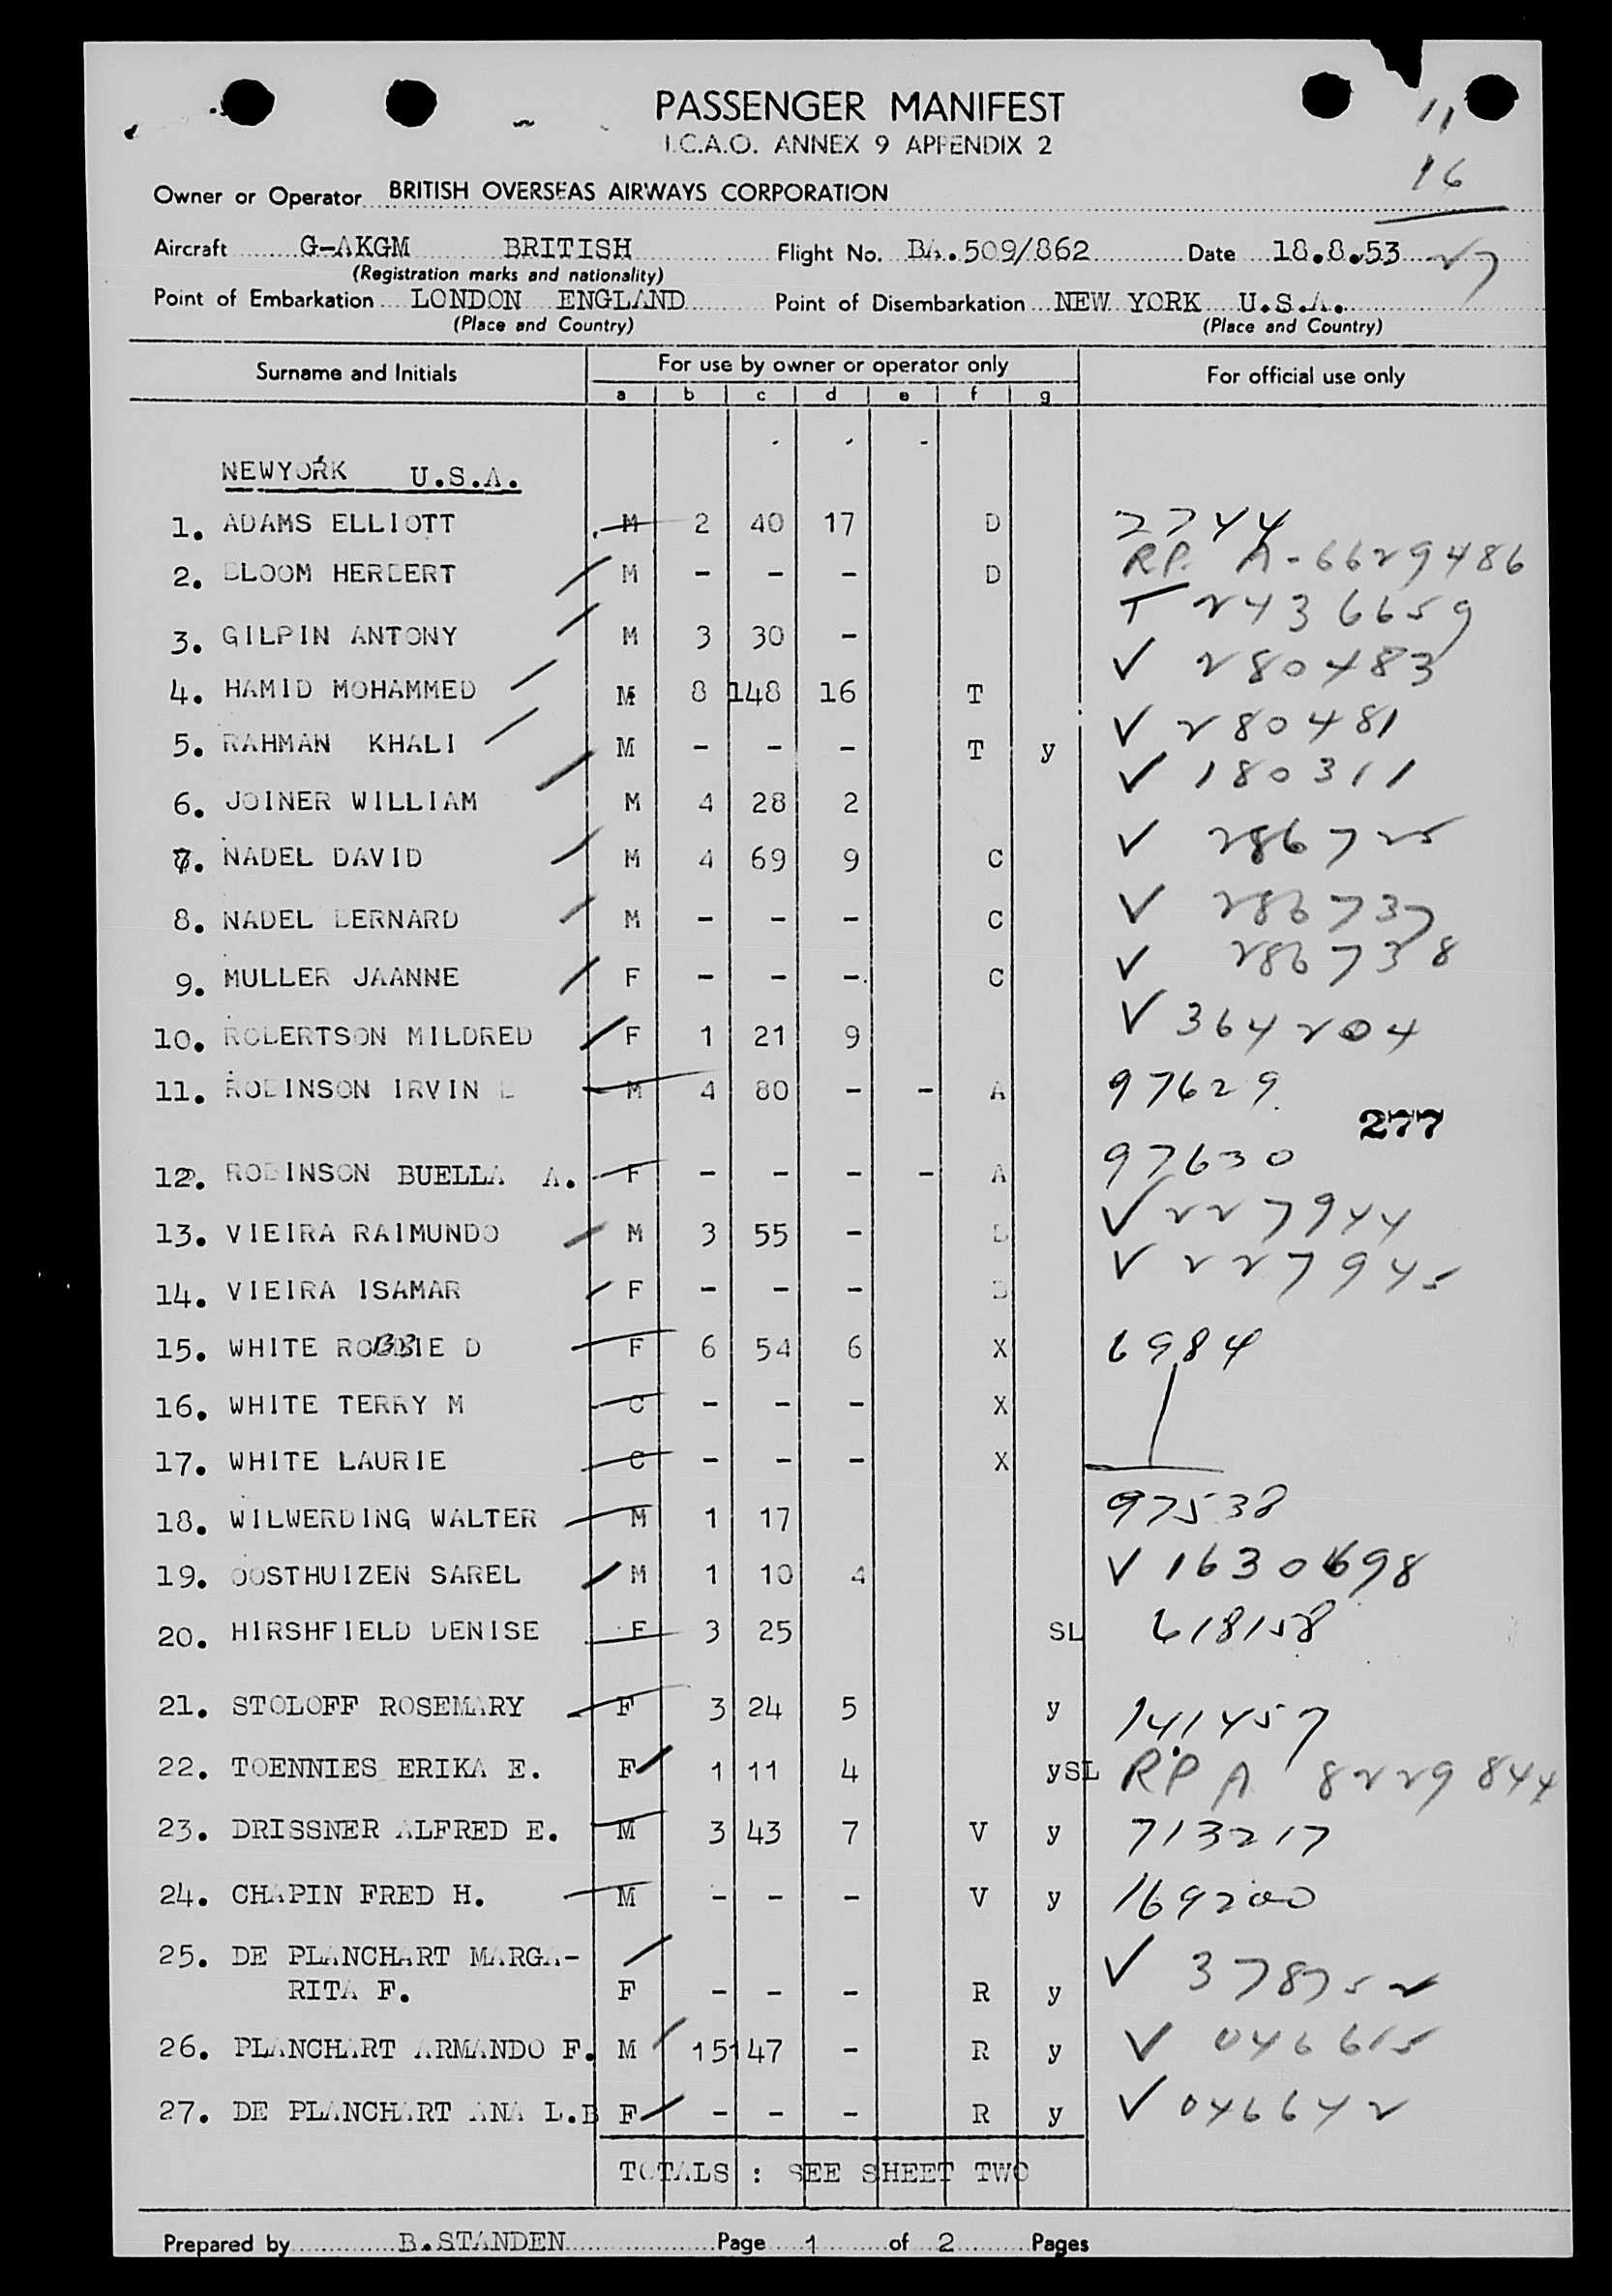 PASSENGER MANIFEST
I.C.A.O. ANNEX 9 APPENDIX 2
11
16
27
Owner or Operator BRITISH OVERSEAS AIRWAYS CORPORATION
Aircraft G-AKGM BRITISH Flight No. BA.509/862 Date 18.8.53
(Registration marks and nationality)
Point of Embarkation LONDON ENGLAND Point of Disembarkation NEW YORK U.S.A.
(Place and Country) (Place and Country)
Surname and Initials For use by owner or operator only For official use only
a b c d e f g
NEWYORK U.S.A.
1. ADAMS ELLIOTT M 2 40 17 D 2744
2. BLOOM HERBERT M - - - D RP. A-6629486
3. GILPIN ANTONY M 3 30 - T 2436659
4. HAMID MOHAMMED M 8 148 16 T ✓ 280483
5. RAHMAN KHALI M - - - T y ✓ 280481
6. JOINER WILLIAM M 4 28 2 ✓ 180311
7. NADEL DAVID M 4 69 9 C ✓ 286725
8. NADEL BERNARD M - - - C ✓ 286737
9. MULLER JAANNE F - - - C ✓ 286738
10. ROBERTSON MILDRED F 1 21 9 ✓ 364204
11. ROBINSON IRVIN L M 4 80 - - A 97629
277
12. ROBINSON BUELLA A. F - - - - A 97630
13. VIEIRA RAIMUNDO M 3 55 - B ✓ 227944
14. VIEIRA ISAMAR F - - - B ✓ 227945
15. WHITE ROBBIE D F 6 54 6 X 6984
16. WHITE TERRY M C - - - X
17. WHITE LAURIE C - - - X
18. WILWERDING WALTER M 1 17 97538
19. OOSTHUIZEN SAREL M 1 10 4 ✓ 1630698
20. HIRSHFIELD DENISE F 3 25 SL 618158
21. STOLOFF ROSEMARY F 3 24 5 y 141457
22. TOENNIES ERIKA E. F 1 11 4 ySL RP A 8229844
23. DRISSNER ALFRED E. M 3 43 7 V y 713217
24. CHAPIN FRED H. M - - - V y 169200
25. DE PLANCHART MARGA-
RITA F. F - - - R y ✓ 378752
26. PLANCHART ARMANDO F. M 15 147 - R y ✓ 046615
27. DE PLANCHART ANA L.B F - - - R y ✓ 046642
TOTALS : SEE SHEET TWO
Prepared by B.STANDEN Page 1 of 2 Pages